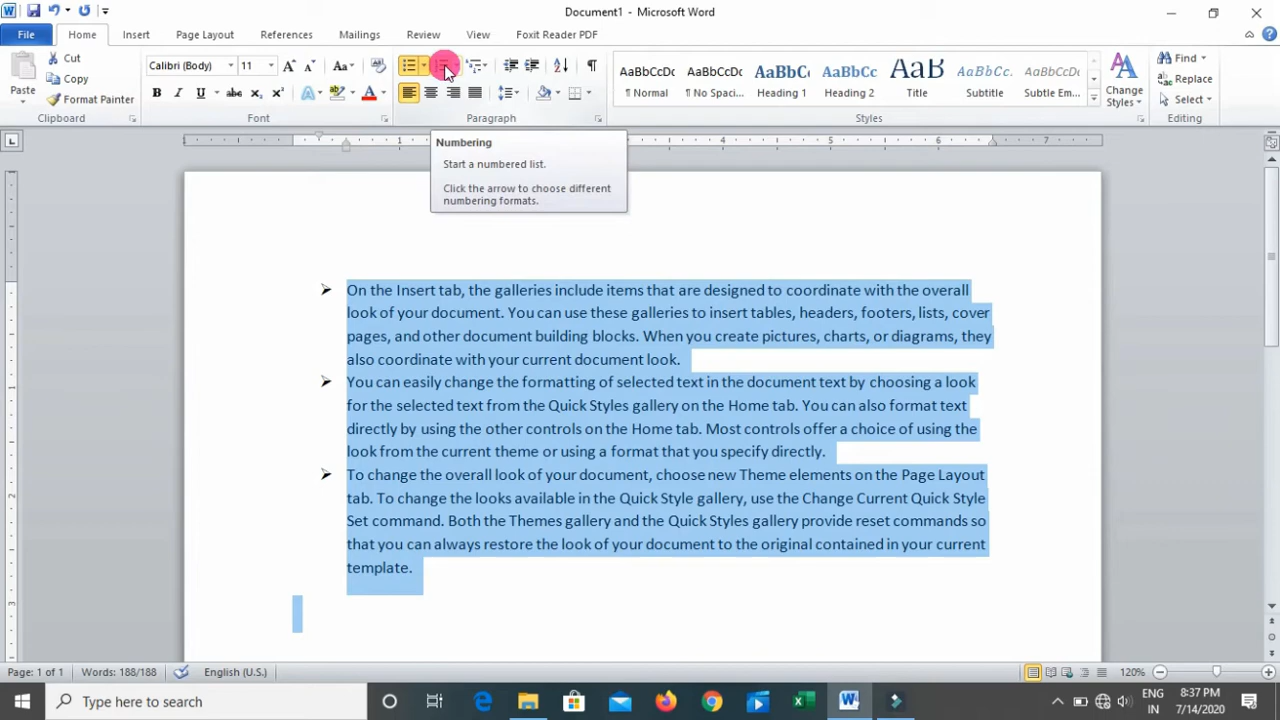 Document1 - Microsoft Word
File Home Insert Page Layout References Mailings Review View Foxit Reader PDF
Paste Cut Copy Format Painter
Clipboard
Calibri (Body) 11 Aa
B I U A A
Font
Paragraph
AaBbCcDc AaBbCcDc AaBbCc AaBbCc AaB AaBbCc. AaBbCcDc
¶ Normal ¶ No Spaci... Heading 1 Heading 2 Title Subtitle Subtle Em...
Change Styles
Styles
Find
Replace
Select
Editing
1 1 4 5 6 7
Numbering
Start a numbered list.
Click the arrow to choose different
numbering formats.
On the Insert tab, the galleries include items that are designed to coordinate with the overall
look of your document. You can use these galleries to insert tables, headers, footers, lists, cover
pages, and other document building blocks. When you create pictures, charts, or diagrams, they
also coordinate with your current document look.
You can easily change the formatting of selected text in the document text by choosing a look
for the selected text from the Quick Styles gallery on the Home tab. You can also format text
directly by using the other controls on the Home tab. Most controls offer a choice of using the
look from the current theme or using a format that you specify directly.
To change the overall look of your document, choose new Theme elements on the Page Layout
tab. To change the looks available in the Quick Style gallery, use the Change Current Quick Style
Set command. Both the Themes gallery and the Quick Styles gallery provide reset commands so
that you can always restore the look of your document to the original contained in your current
template.
1
2
3
Page: 1 of 1 Words: 188/188 English (U.S.) 120%
Type here to search
ENG
IN
8:37 PM
7/14/2020